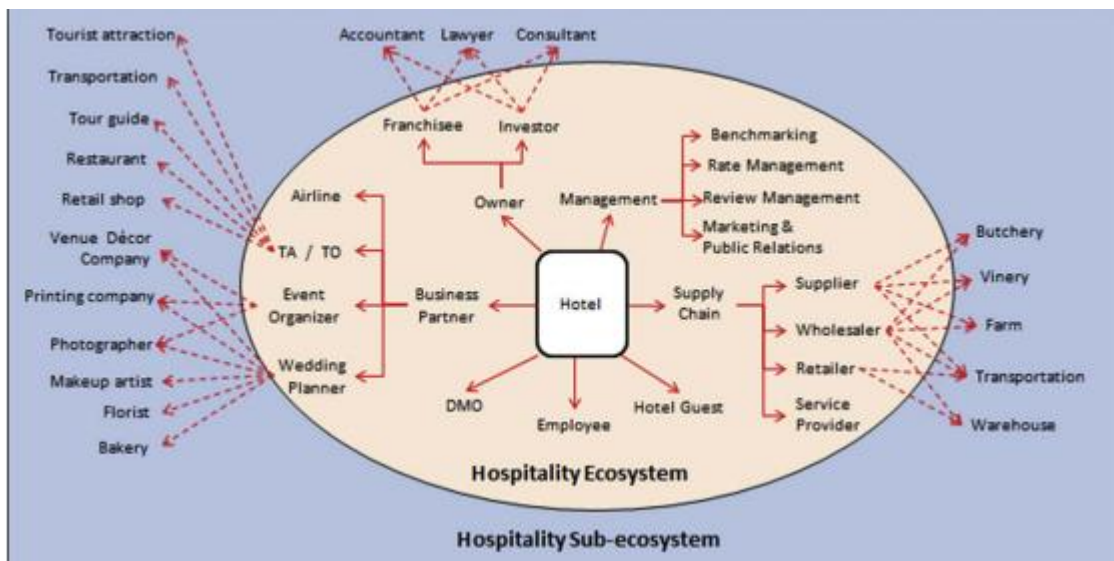 Tourist attraction
Accountant Lawyer Consultant
Transportation
Tour guide
Restaurant
Retail shop
Venue Décor
Company
Printing company
Photographer
Makeup artist
Florist
Bakery
Franchisee
Investor
Owner
Management
Benchmarking
Rate Management
Review Management
Marketing &
Public Relations
Airline
TA / TO
Event
Organizer
Wedding
Planner
Business
Partner
Hotel
Supply
Chain
Supplier
Wholesaler
Retailer
Service
Provider
DMO
Employee
Hotel Guest
Butchery
Vinery
Farm
Transportation
Warehouse
Hospitality Ecosystem
Hospitality Sub-ecosystem